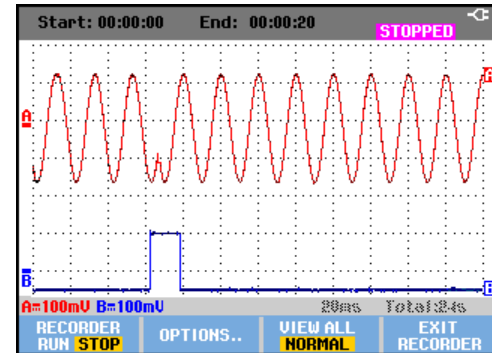 Start: 00:00:00 End: 00:00:20
STOPPED
A
B
A=100mV B=100mV 20ms Total:24s
RECORDER
RUN STOP
OPTIONS..
VIEW ALL
NORMAL
EXIT
RECORDER